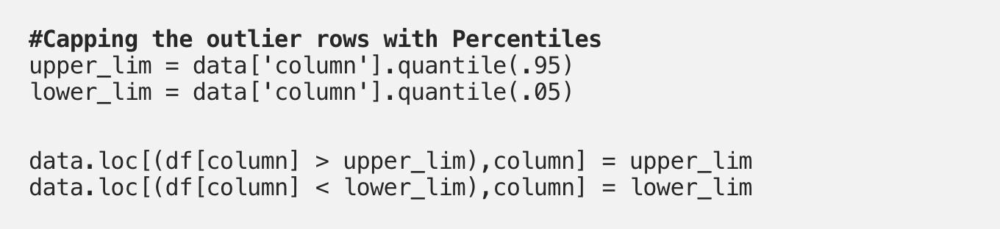 #Capping the outlier rows with Percentiles
upper_lim = data['column'].quantile(.95)
lower_lim = data['column'].quantile(.05)
data.loc[(df[column] > upper_lim),column] = upper_lim
data.loc[(df[column] < lower_lim),column] = lower_lim